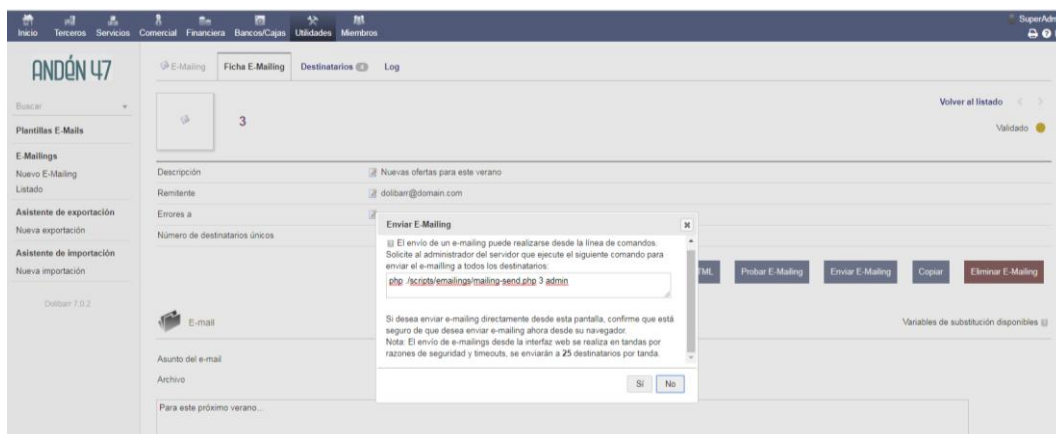 SuperAdm
Inicio Terceros Servicios Comercial Financiera Bancos/Cajas Utilidades Miembros
ANDÉN 47
E-Mailing Ficha E-Mailing Destinatarios 4 Log
Buscar
Volver al listado
3
Validado
Plantillas E-Mails
E-Mailings
Nuevo E-Mailing
Listado
Asistente de exportación
Nueva exportación
Asistente de importación
Nueva importación
Dolibarr 7.0.2
Descripción Nuevas ofertas para este verano
Remitente dolibarr@domain.com
Errores a
Número de destinatarios únicos
Enviar E-Mailing
El envío de un e-mailing puede realizarse desde la línea de comandos.
Solicite al administrador del servidor que ejecute el siguiente comando para
enviar el e-mailling a todos los destinatarios:
php ./scripts/emailings/mailing-send.php 3 admin
Si desea enviar e-mailing directamente desde esta pantalla, confirme que está
seguro de que desea enviar e-mailing ahora desde su navegador.
Nota: El envío de e-mailings desde la interfaz web se realiza en tandas por
razones de seguridad y timeouts, se enviarán a 25 destinatarios por tanda.
Sí No
TML Probar E-Mailing Enviar E-Mailing Copiar Eliminar E-Mailing
E-mail
Variables de substitución disponibles
Asunto del e-mail
Archivo
Para este próximo verano...